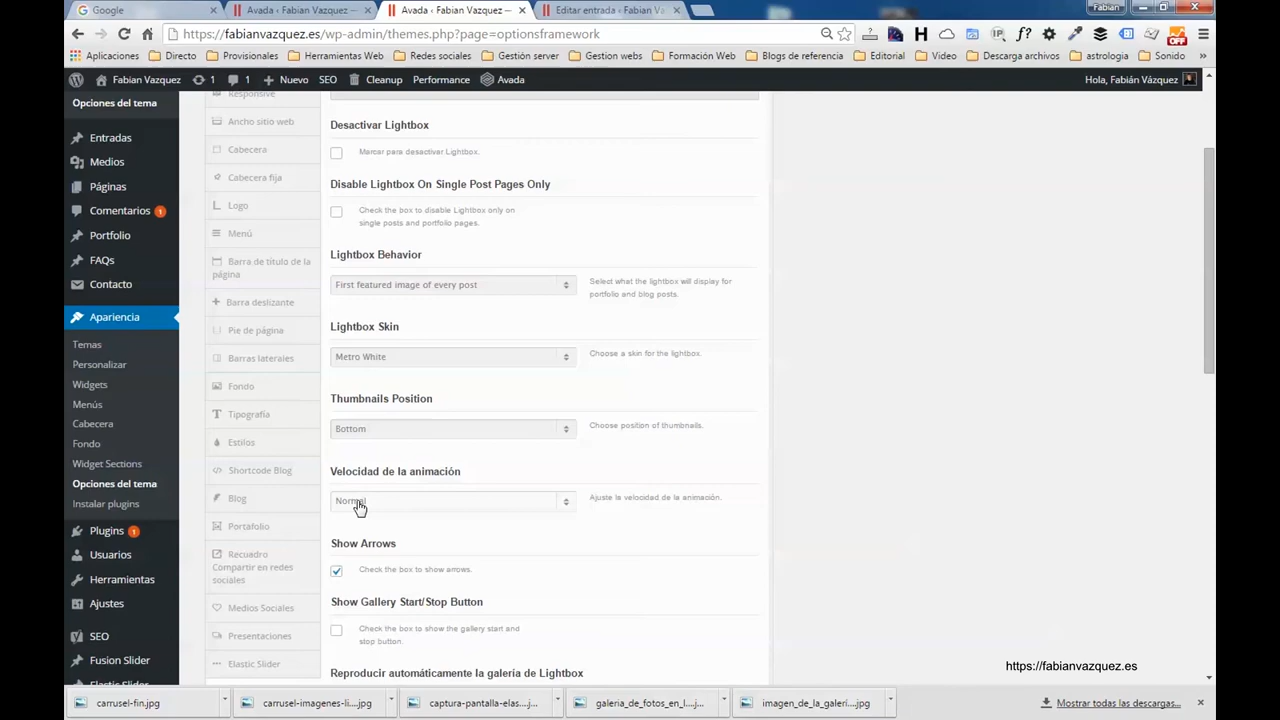 Google
Avada ‹ Fabian Vazquez —
Avada ‹ Fabian Vazquez —
Editar entrada ‹ Fabian V
Fabian
https://fabianvazquez.es/wp-admin/themes.php?page=optionsframework
Aplicaciones
Directo
Provisionales
Herramientas Web
Redes sociales
Gestión server
Gestion webs
Formación Web
Blogs de referencia
Editorial
Video
Descarga archivos
astrologia
Sonido
OFF
Fabian Vazquez
1
1
Nuevo
SEO
Cleanup
Performance
Avada
Hola, Fabián Vázquez
Opciones del tema
Entradas
Medios
Páginas
Comentarios 1
Portfolio
FAQs
Contacto
Apariencia
Temas
Personalizar
Widgets
Menús
Cabecera
Fondo
Widget Sections
Opciones del tema
Instalar plugins
Plugins 1
Usuarios
Herramientas
Ajustes
SEO
Fusion Slider
Elastic Slider
Responsive
Ancho sitio web
Cabecera
Cabecera fija
Logo
Menú
Barra de título de la
página
Barra deslizante
Pie de página
Barras laterales
Fondo
Tipografía
Estilos
Shortcode Blog
Blog
Portafolio
Recuadro
Compartir en redes
sociales
Medios Sociales
Presentaciones
Elastic Slider
Desactivar Lightbox
Marcar para desactivar Lightbox.
Disable Lightbox On Single Post Pages Only
Check the box to disable Lightbox only on
single posts and portfolio pages.
Lightbox Behavior
First featured image of every post
Select what the lightbox will display for
portfolio and blog posts.
Lightbox Skin
Metro White
Choose a skin for the lightbox.
Thumbnails Position
Bottom
Choose position of thumbnails.
Velocidad de la animación
Normal
Ajuste la velocidad de la animación.
Show Arrows
Check the box to show arrows.
Show Gallery Start/Stop Button
Check the box to show the gallery start and
stop button.
Reproducir automáticamente la galería de Lightbox
https://fabianvazquez.es
carrusel-fin.jpg
carrusel-imagenes-li....jpg
captura-pantalla-elas....jpg
galeria_de_fotos_en_l....jpg
imagen_de_la_galeri....jpg
Mostrar todas las descargas...